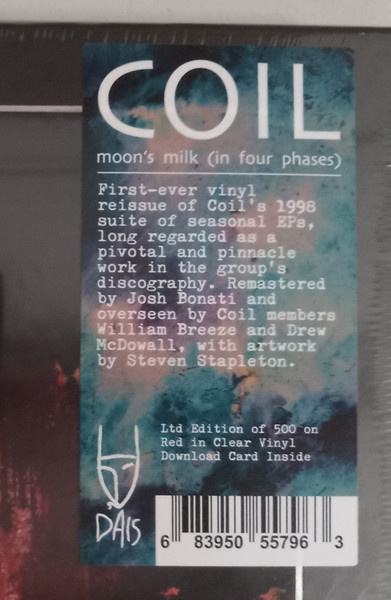 COIL
moon's milk (in four phases)
First-ever vinyl
reissue of Coil's 1998
suite of seasonal EPs,
long regarded as a
pivotal and pinnacle
work in the group's
discography. Remastered
by Josh Bonati and
overseen by Coil members
William Breeze and Drew
McDowall, with artwork
by Steven Stapleton.
Ltd Edition of 500 on
Red in Clear Vinyl
Download Card Inside
DAIS
6 83950 55796 3